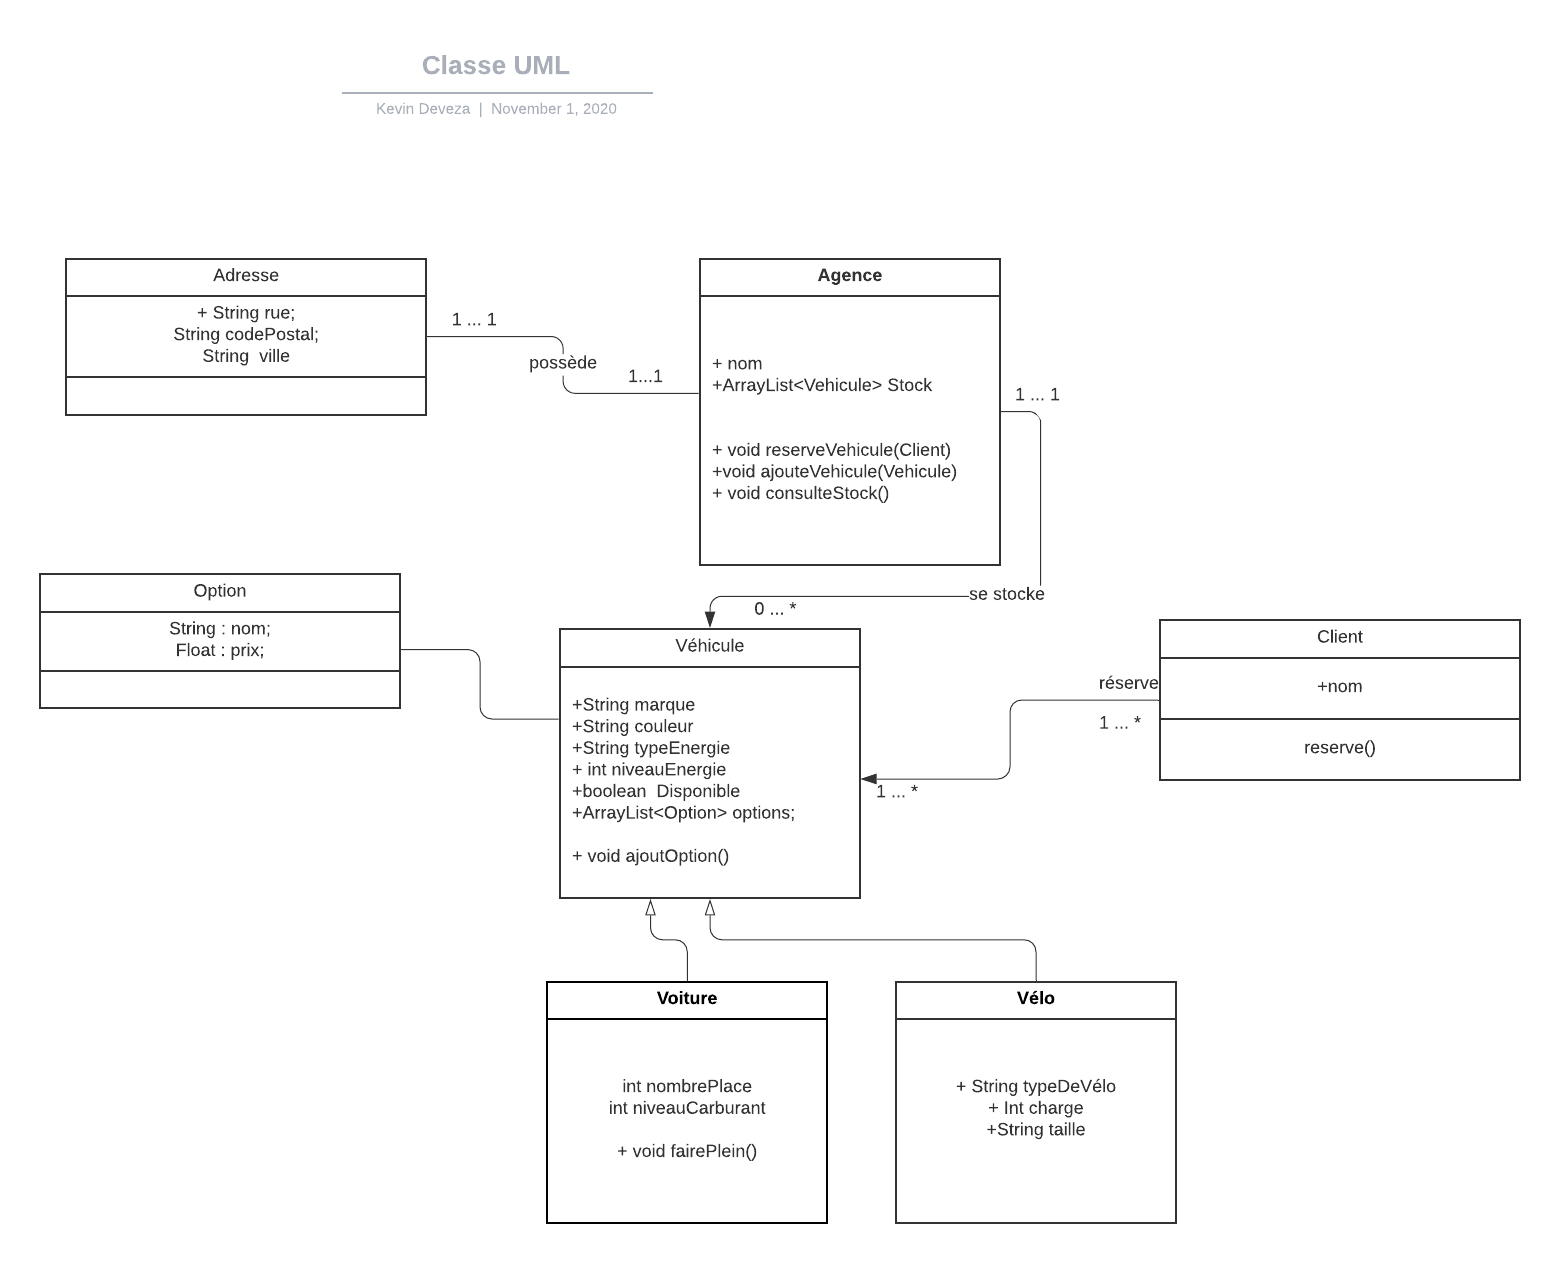 Classe UML
Kevin Deveza | November 1, 2020
Adresse
+ String rue;
String codePostal;
String ville
1 ... 1
possède
1...1
Agence
+ nom
+ArrayList<Vehicule> Stock
+ void reserveVehicule(Client)
+void ajouteVehicule(Vehicule)
+ void consulteStock()
1 ... 1
se stocke
0 ... *
Option
String : nom;
Float : prix;
Véhicule
+String marque
+String couleur
+String typeEnergie
+ int niveauEnergie
+boolean Disponible
+ArrayList<Option> options;
+ void ajoutOption()
réserve
1 ... *
1 ... *
Client
+nom
reserve()
Voiture
int nombrePlace
int niveauCarburant
+ void fairePlein()
Vélo
+ String typeDeVélo
+ Int charge
+String taille